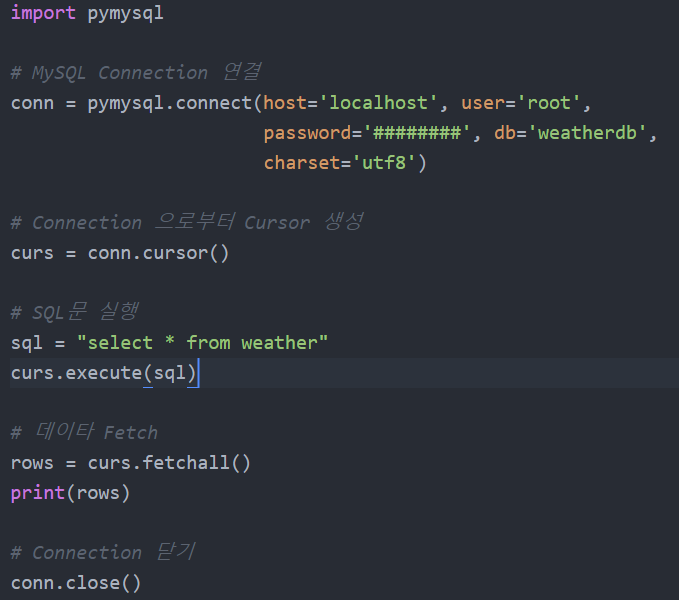 import pymysql
# MySQL Connection 연결
conn = pymysql.connect(host='localhost', user='root',
password='########', db='weatherdb',
charset='utf8')
# Connection 으로부터 Cursor 생성
curs = conn.cursor()
# SQL문 실행
sql = "select * from weather"
curs.execute(sql)
# 데이타 Fetch
rows = curs.fetchall()
print(rows)
# Connection 닫기
conn.close()